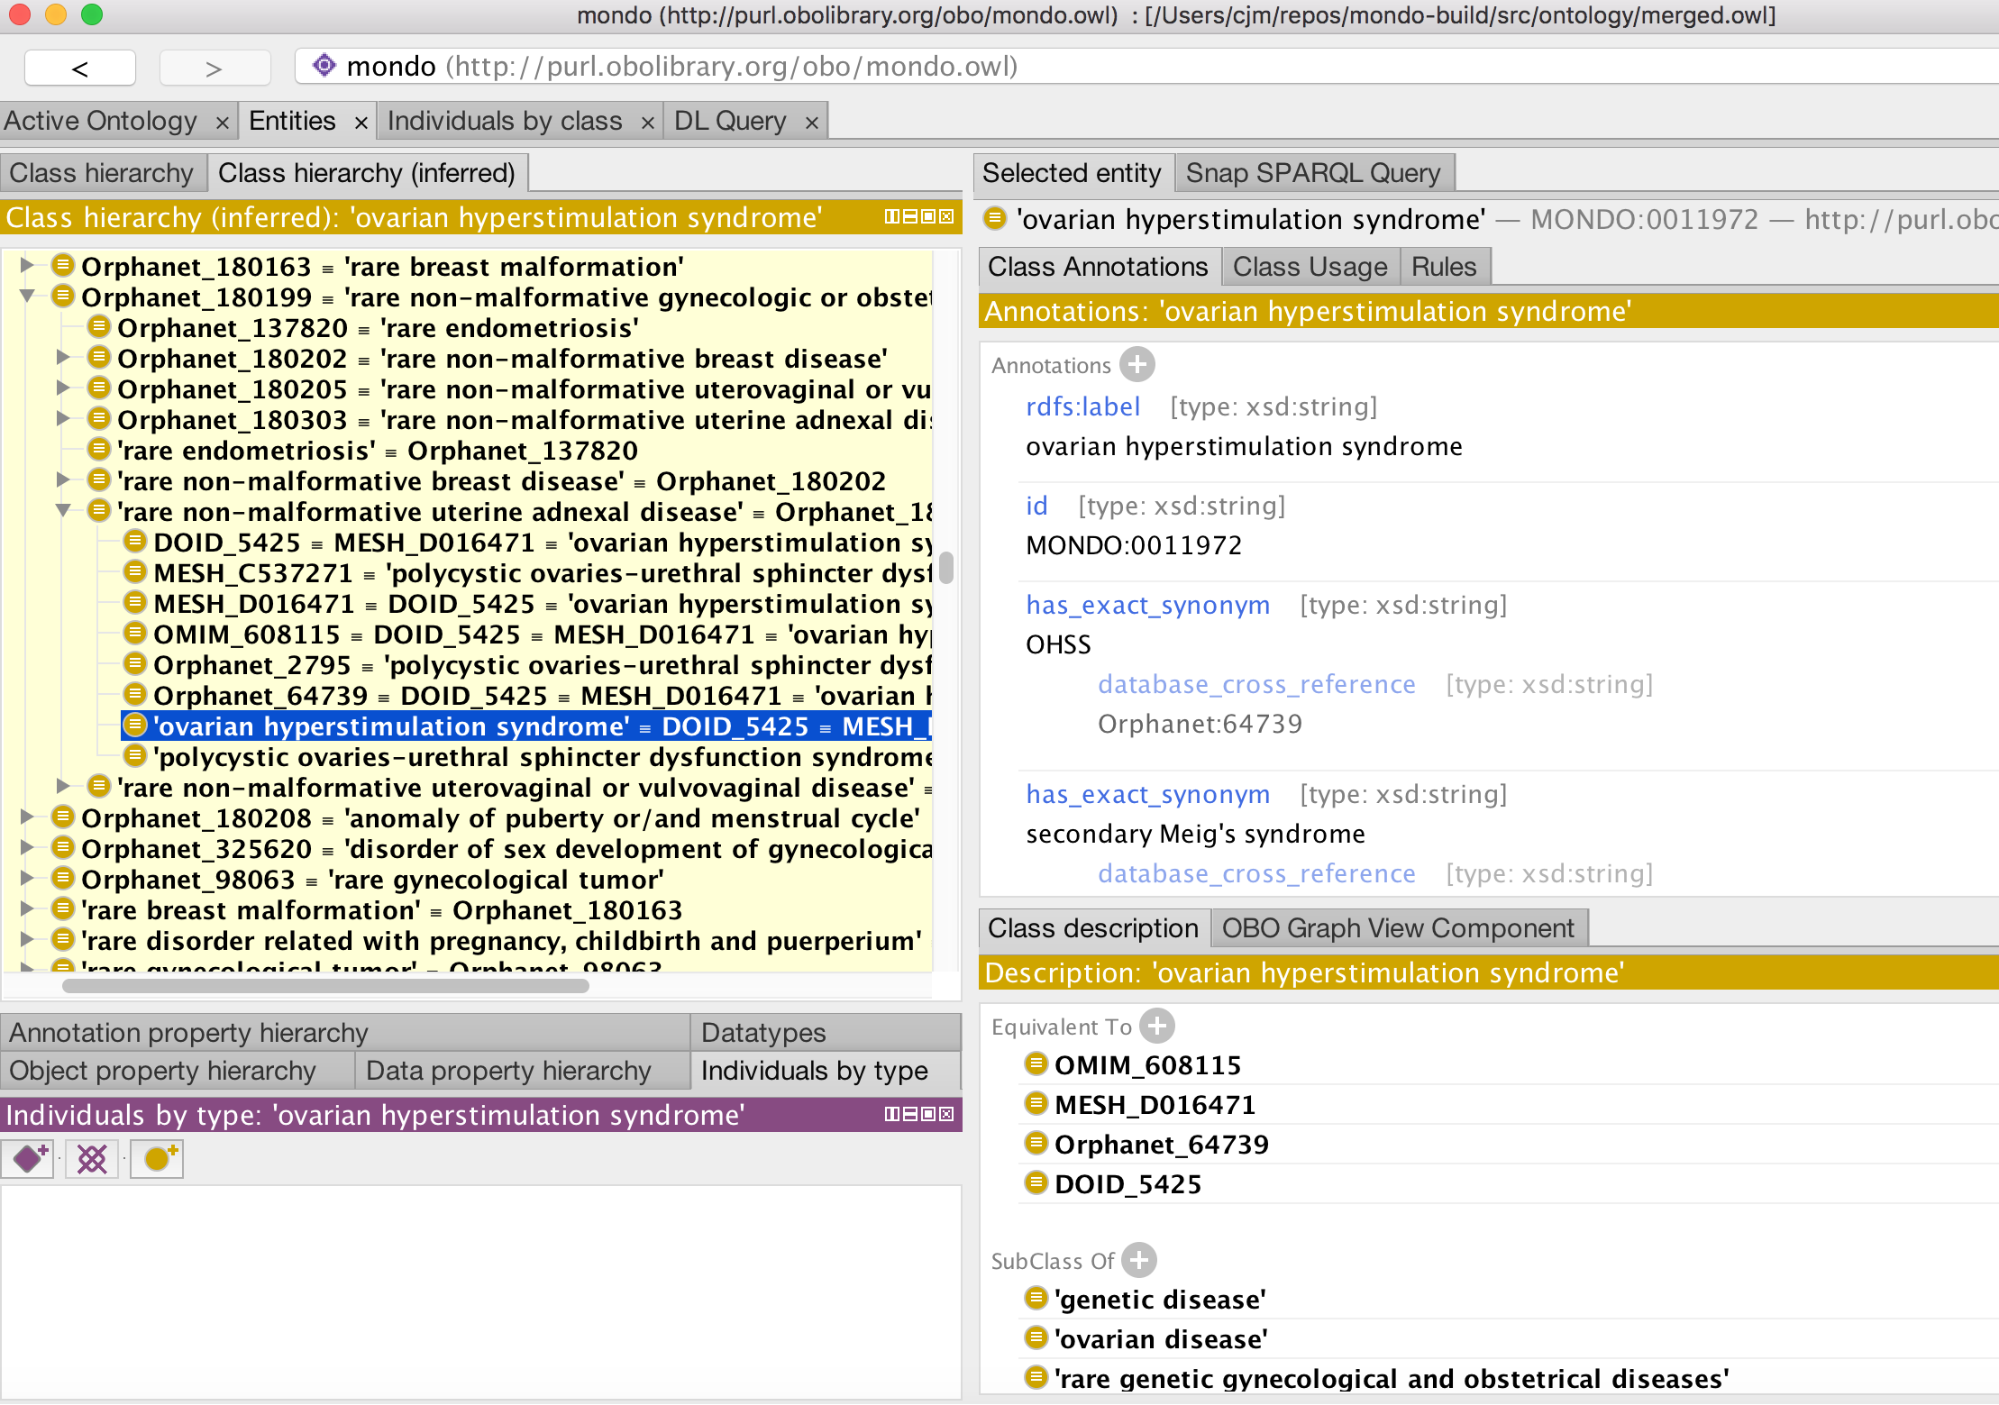 mondo (http://purl.obolibrary.org/obo/mondo.owl) : [/Users/cjm/repos/mondo-build/src/ontology/merged.owl]
< > mondo (http://purl.obolibrary.org/obo/mondo.owl)
Active Ontology × Entities × Individuals by class × DL Query ×
Class hierarchy Class hierarchy (inferred)
Class hierarchy (inferred): 'ovarian hyperstimulation syndrome'
Orphanet_180163 ≡ 'rare breast malformation'
Orphanet_180199 ≡ 'rare non-malformative gynecologic or obstet
Orphanet_137820 ≡ 'rare endometriosis'
Orphanet_180202 ≡ 'rare non-malformative breast disease'
Orphanet_180205 ≡ 'rare non-malformative uterovaginal or vu
Orphanet_180303 ≡ 'rare non-malformative uterine adnexal di
'rare endometriosis' ≡ Orphanet_137820
'rare non-malformative breast disease' ≡ Orphanet_180202
'rare non-malformative uterine adnexal disease' ≡ Orphanet_18
DOID_5425 ≡ MESH_D016471 ≡ 'ovarian hyperstimulation sy
MESH_C537271 ≡ 'polycystic ovaries-urethral sphincter dysf
MESH_D016471 ≡ DOID_5425 ≡ 'ovarian hyperstimulation sy
OMIM_608115 ≡ DOID_5425 ≡ MESH_D016471 ≡ 'ovarian hy
Orphanet_2795 ≡ 'polycystic ovaries-urethral sphincter dysf
Orphanet_64739 ≡ DOID_5425 ≡ MESH_D016471 ≡ 'ovarian h
'ovarian hyperstimulation syndrome' ≡ DOID_5425 ≡ MESH_
'polycystic ovaries-urethral sphincter dysfunction syndrome
'rare non-malformative uterovaginal or vulvovaginal disease' ≡
Orphanet_180208 ≡ 'anomaly of puberty or/and menstrual cycle'
Orphanet_325620 ≡ 'disorder of sex development of gynecologica
Orphanet_98063 ≡ 'rare gynecological tumor'
'rare breast malformation' ≡ Orphanet_180163
'rare disorder related with pregnancy, childbirth and puerperium'
'rare gynecological tumor' ≡ Orphanet_98063
Annotation property hierarchy Datatypes
Object property hierarchy Data property hierarchy Individuals by type
Individuals by type: 'ovarian hyperstimulation syndrome'
Selected entity Snap SPARQL Query
'ovarian hyperstimulation syndrome' — MONDO:0011972 — http://purl.obo
Class Annotations Class Usage Rules
Annotations: 'ovarian hyperstimulation syndrome'
Annotations
rdfs:label [type: xsd:string]
ovarian hyperstimulation syndrome
id [type: xsd:string]
MONDO:0011972
has_exact_synonym [type: xsd:string]
OHSS
database_cross_reference [type: xsd:string]
Orphanet:64739
has_exact_synonym [type: xsd:string]
secondary Meig's syndrome
database_cross_reference [type: xsd:string]
Class description OBO Graph View Component
Description: 'ovarian hyperstimulation syndrome'
Equivalent To
OMIM_608115
MESH_D016471
Orphanet_64739
DOID_5425
SubClass Of
'genetic disease'
'ovarian disease'
'rare genetic gynecological and obstetrical diseases'